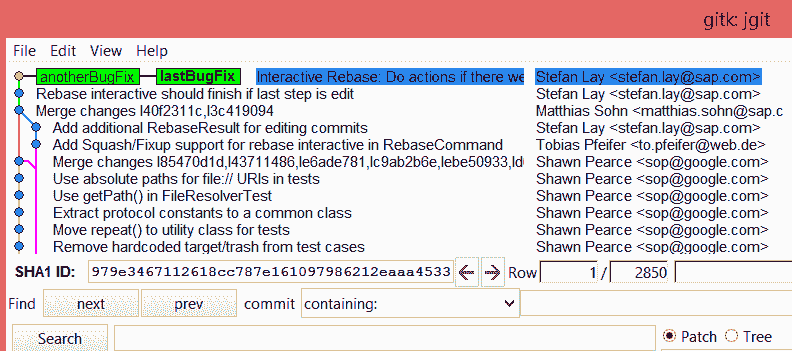 gitk: jgit
File Edit View Help
anotherBugFix lastBugFix Interactive Rebase: Do actions if there we Stefan Lay <stefan.lay@sap.com>
Rebase interactive should finish if last step is edit Stefan Lay <stefan.lay@sap.com>
Merge changes I40f2311c,I3c419094 Matthias Sohn <matthias.sohn@sap.c
Add additional RebaseResult for editing commits Stefan Lay <stefan.lay@sap.com>
Add Squash/Fixup support for rebase interactive in RebaseCommand Tobias Pfeifer <to.pfeifer@web.de>
Merge changes I85470d1d,I43711486,Ie6ade781,Ic9ab2b6e,Iebe50933,Id Shawn Pearce <sop@google.com>
Use absolute paths for file:// URIs in tests Shawn Pearce <sop@google.com>
Use getPath() in FileResolverTest Shawn Pearce <sop@google.com>
Extract protocol constants to a common class Shawn Pearce <sop@google.com>
Move repeat() to utility class for tests Shawn Pearce <sop@google.com>
Remove hardcoded target/trash from test cases Shawn Pearce <sop@google.com>
SHA1 ID: 979e3467112618cc787e161097986212eaaa4533 Row 1 / 2850
Find next prev commit containing:
Search Patch Tree